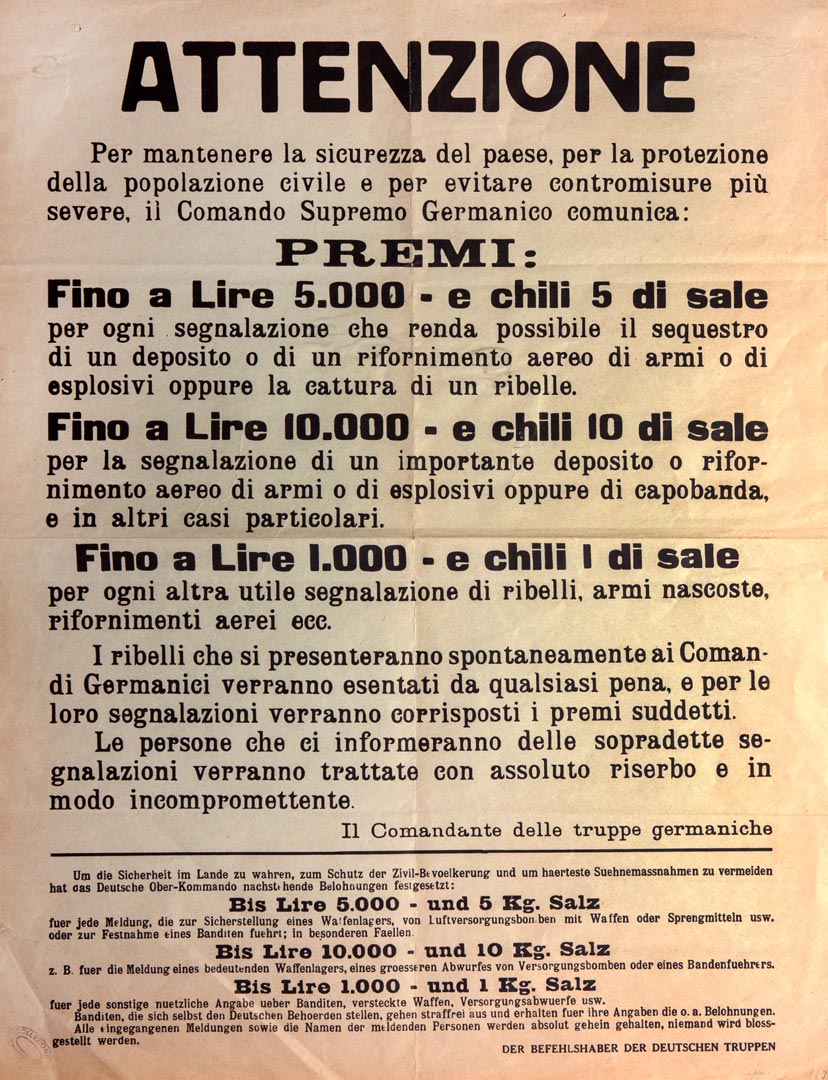 ATTENZIONE
Per mantenere la sicurezza del paese, per la protezione
della popolazione civile e per evitare contromisure più
severe, il Comando Supremo Germanico comunica:
PREMI:
Fino a Lire 5.000 - e chili 5 di sale
per ogni segnalazione che renda possibile il sequestro
di un deposito o di un rifornimento aereo di armi o di
esplosivi oppure la cattura di un ribelle.
Fino a Lire 10.000 - e chili 10 di sale
per la segnalazione di un importante deposito o rifor-
nimento aereo di armi o di esplosivi oppure di capobanda,
e in altri casi particolari.
Fino a Lire 1.000 - e chili 1 di sale
per ogni altra utile segnalazione di ribelli, armi nascoste,
rifornimenti aerei ecc.
I ribelli che si presenteranno spontaneamente ai Coman-
di Germanici verranno esentati da qualsiasi pena, e per le
loro segnalazioni verranno corrisposti i premi suddetti.
Le persone che ci informeranno delle sopradette se-
gnalazioni verranno trattate con assoluto riserbo e in
modo incompromettente.
Il Comandante delle truppe germaniche
Um die Sicherheit im Lande zu wahren, zum Schutz der Zivil-Bevoelkerung und um haerteste Suehnemassnahmen zu vermeiden
hat das Deutsche Ober-Kommando nachstehende Belohnungen festgesetzt:
Bis Lire 5.000 - und 5 Kg. Salz
fuer jede Meldung, die zur Sicherstellung eines Waffenlagers, von Luftversorgungsbomben mit Waffen oder Sprengmitteln usw.
oder zur Festnahme eines Banditen fuehrt; in besonderen Faellen
Bis Lire 10.000 - und 10 Kg. Salz
z. B. fuer die Meldung eines bedeutenden Waffenlagers, eines groesseren Abwurfes von Versorgungsbomben oder eines Bandenfuehrers.
Bis Lire 1.000 - und 1 Kg. Salz
fuer jede sonstige nuetzliche Angabe ueber Banditen, versteckte Waffen, Versorgungsabwuerfe usw.
Banditen, die sich selbst den Deutschen Behoerden stellen, gehen straffrei aus und erhalten fuer ihre Angaben die o. a. Belohnungen.
Alle eingegangenen Meldungen sowie die Namen der meldenden Personen werden absolut gehein gehalten, niemand wird bloss-
gestellt werden.
DER BEFEHLSHABER DER DEUTSCHEN TRUPPEN